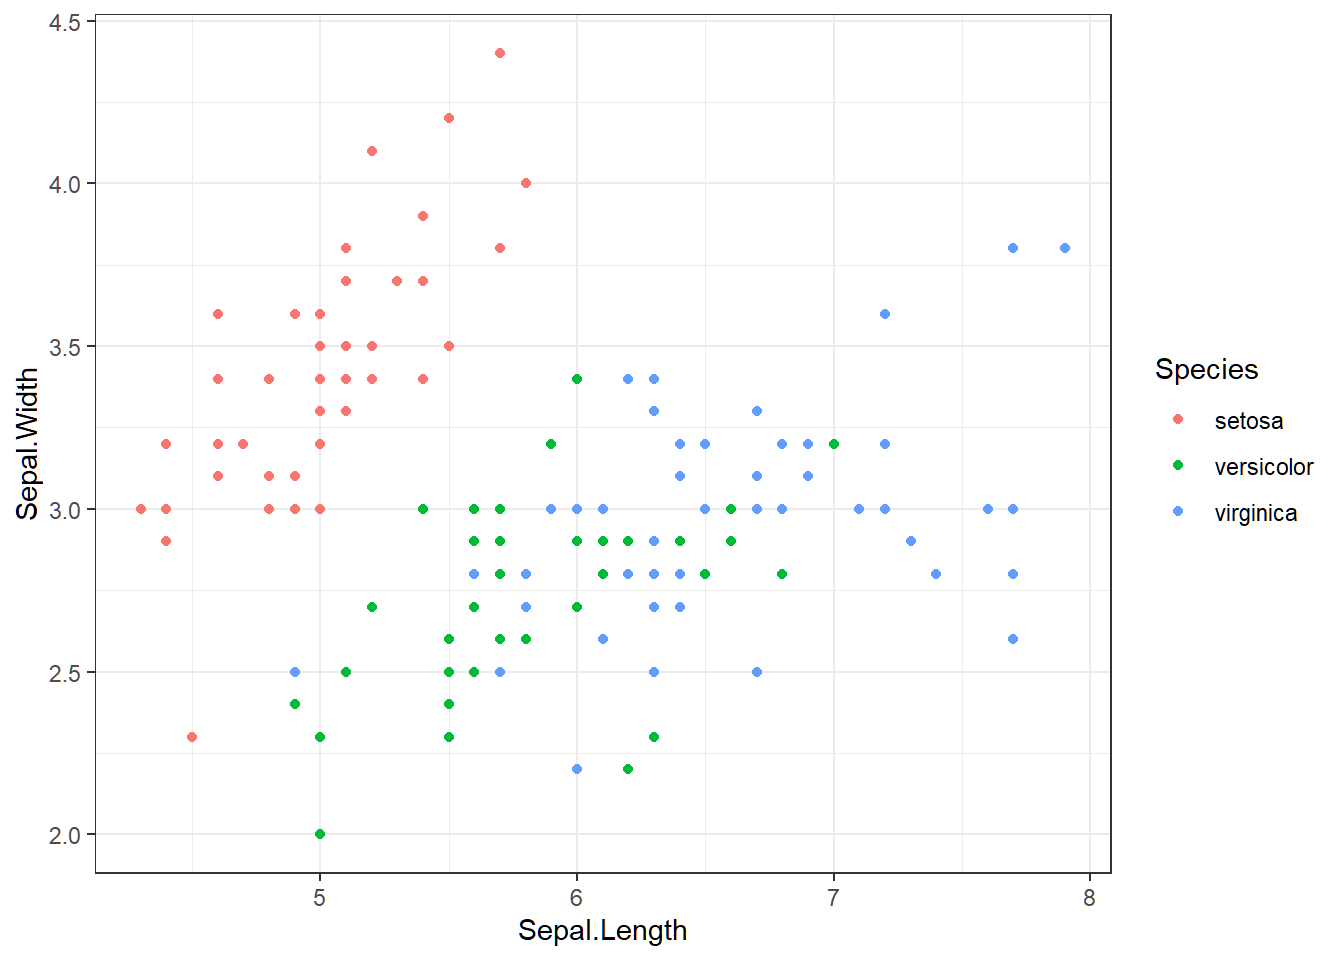 4.5
4.0
3.5
3.0
2.5
2.0
Sepal.Width
5 6 7 8
Sepal.Length
Species
setosa
versicolor
virginica